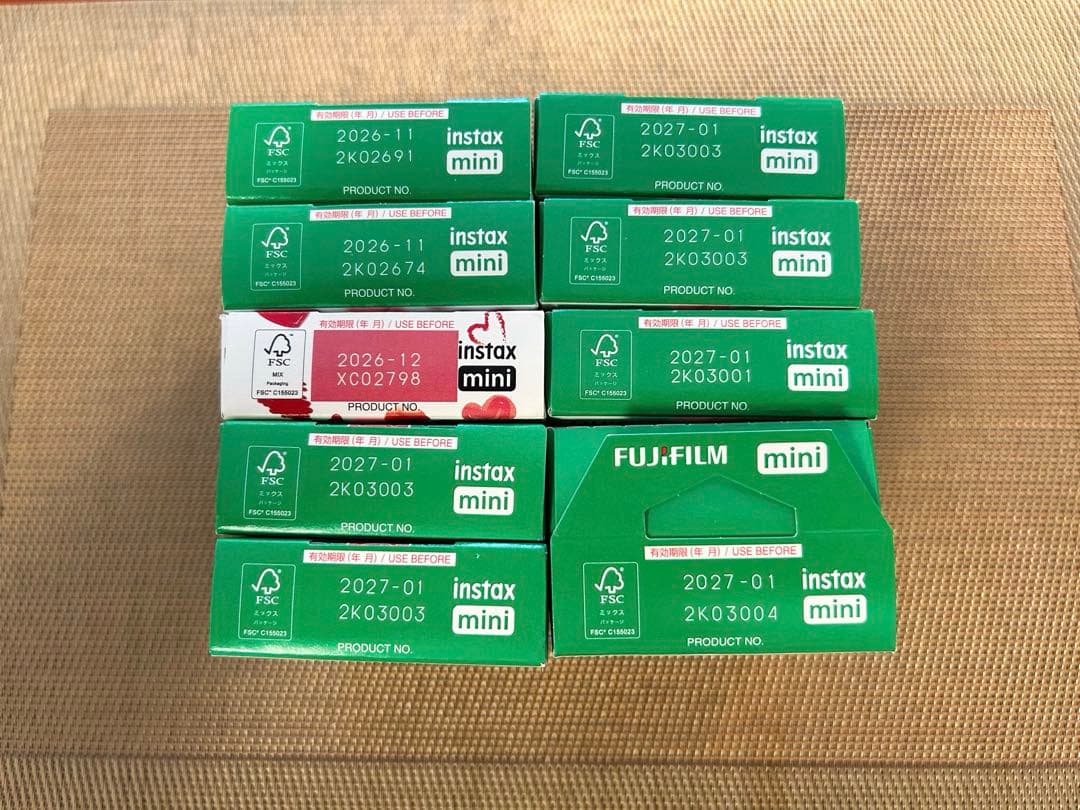 有効期限(年 月) / USE BEFORE
FSC
ミックス
パッケージ
FSC® C155023
2026-11
2K02691
instax
mini
PRODUCT NO.
有効期限(年 月) / USE BEFORE
FSC
ミックス
パッケージ
FSC® C155023
2026-11
2K02674
instax
mini
PRODUCT NO.
有効期限(年 月) / USE BEFORE
FSC
MIX
Packaging
FSC® C155023
2026-12
XC02798
instax
mini
PRODUCT NO.
有効期限(年 月) / USE BEFORE
FSC
ミックス
パッケージ
FSC® C155023
2027-01
2K03003
instax
mini
PRODUCT NO.
有効期限(年 月) / USE BEFORE
FSC
ミックス
パッケージ
FSC® C155023
2027-01
2K03003
instax
mini
PRODUCT NO.
有効期限(年 月) / USE BEFORE
FSC
ミックス
パッケージ
FSC® C155023
2027-01
2K03003
instax
mini
PRODUCT NO.
有効期限(年 月) / USE BEFORE
FSC
ミックス
パッケージ
FSC® C155023
2027-01
2K03003
instax
mini
PRODUCT NO.
有効期限(年 月) / USE BEFORE
FSC
ミックス
パッケージ
FSC® C155023
2027-01
2K03001
instax
mini
PRODUCT NO.
FUJIFILM
mini
有効期限(年 月) / USE BEFORE
FSC
ミックス
パッケージ
FSC® C155023
2027-01
2K03004
instax
mini
PRODUCT NO.